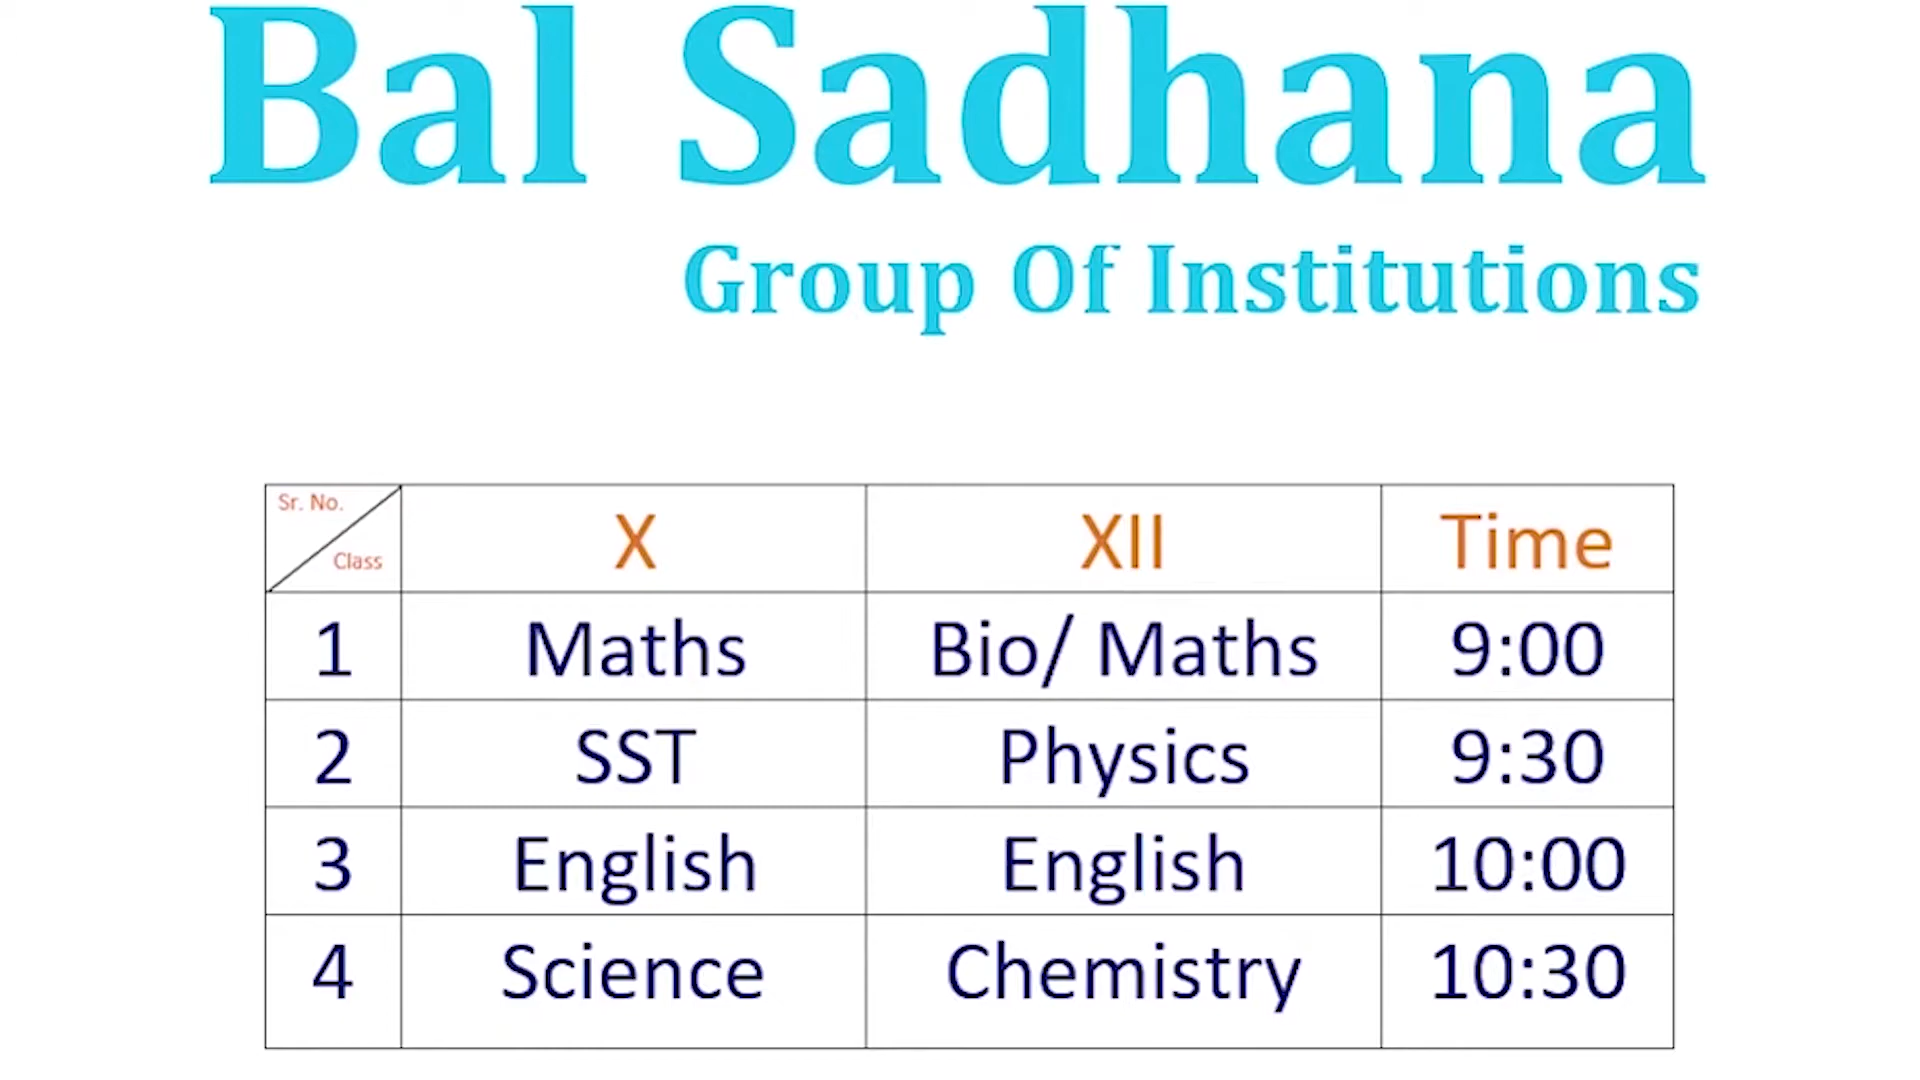 Bal Sadhana
Group Of Institutions
Sr. No.
Class
X XII Time
1 Maths Bio/ Maths 9:00
2 SST Physics 9:30
3 English English 10:00
4 Science Chemistry 10:30